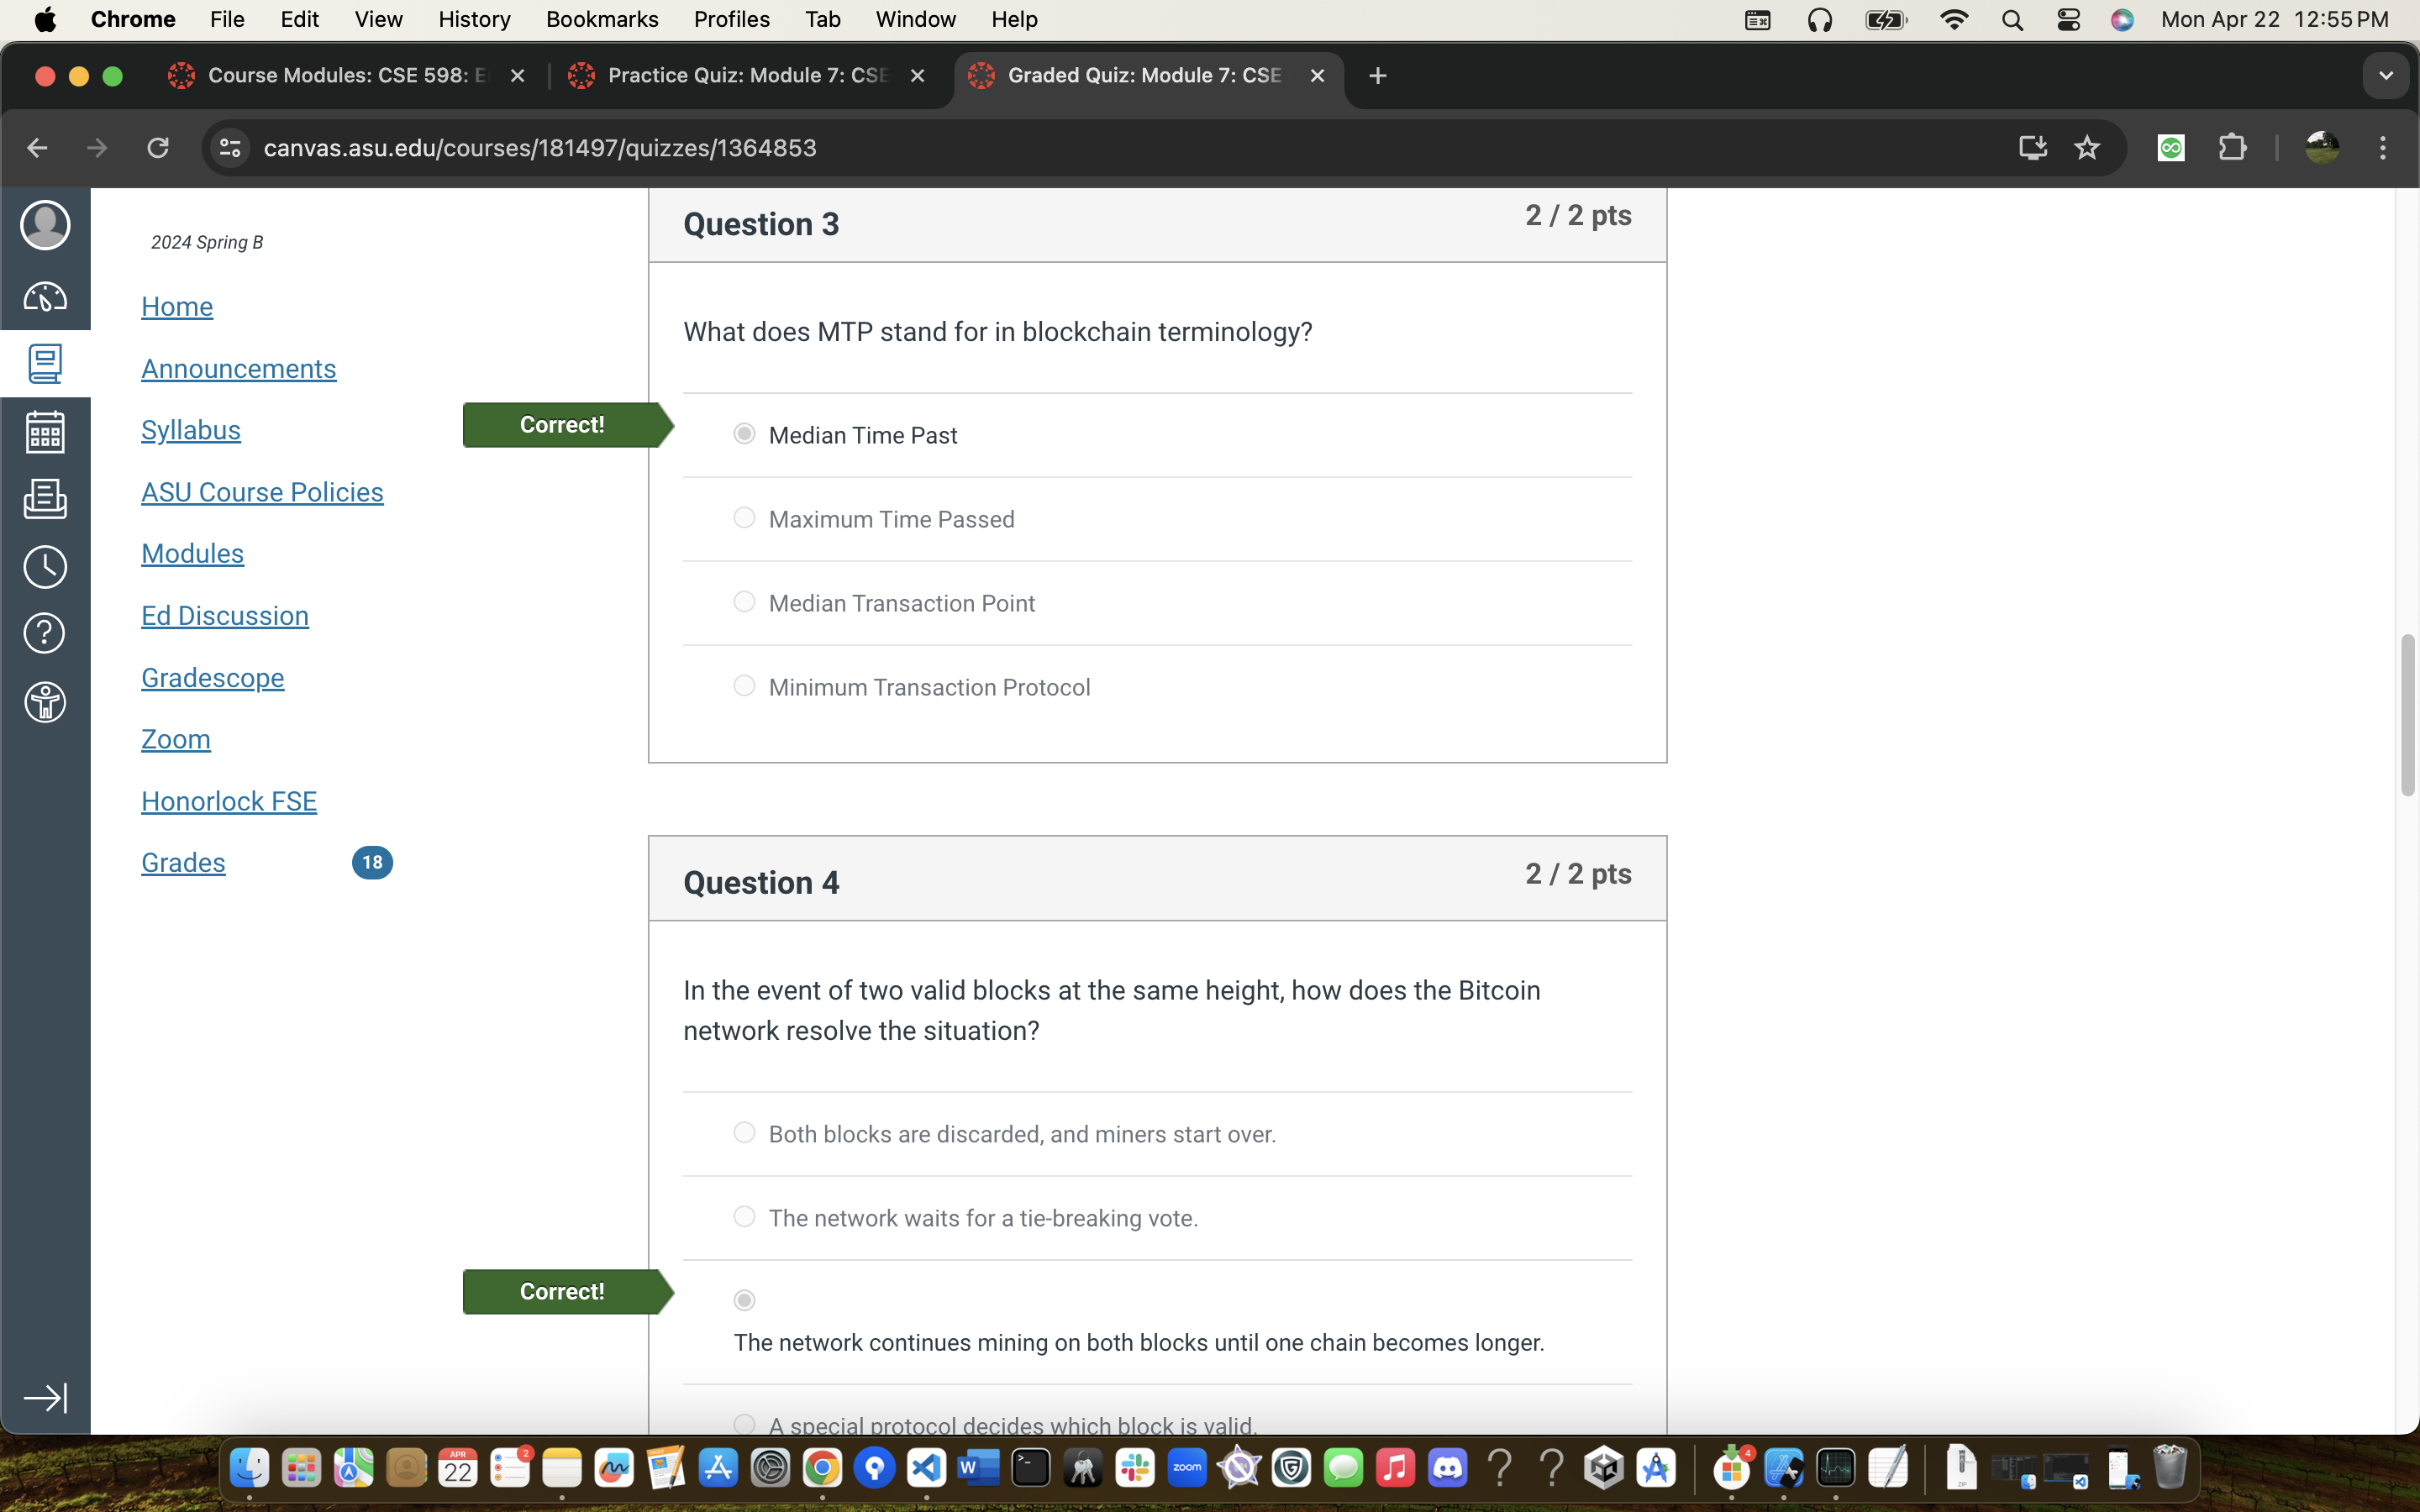 Chrome File Edit View History Bookmarks Profiles Tab Window Help Mon Apr 22 12:55 PM
Course Modules: CSE 598: E Practice Quiz: Module 7: CSE Graded Quiz: Module 7: CSE
canvas.asu.edu/courses/181497/quizzes/1364853
2024 Spring B
Home
Announcements
Syllabus
ASU Course Policies
Modules
Ed Discussion
Gradescope
Zoom
Honorlock FSE
Grades 18
Question 3 2 / 2 pts
What does MTP stand for in blockchain terminology?
Correct! Median Time Past
Maximum Time Passed
Median Transaction Point
Minimum Transaction Protocol
Question 4 2 / 2 pts
In the event of two valid blocks at the same height, how does the Bitcoin
network resolve the situation?
Both blocks are discarded, and miners start over.
The network waits for a tie-breaking vote.
Correct!
The network continues mining on both blocks until one chain becomes longer.
A special protocol decides which block is valid.
APR
22
2
W
zoom
4
ZIP